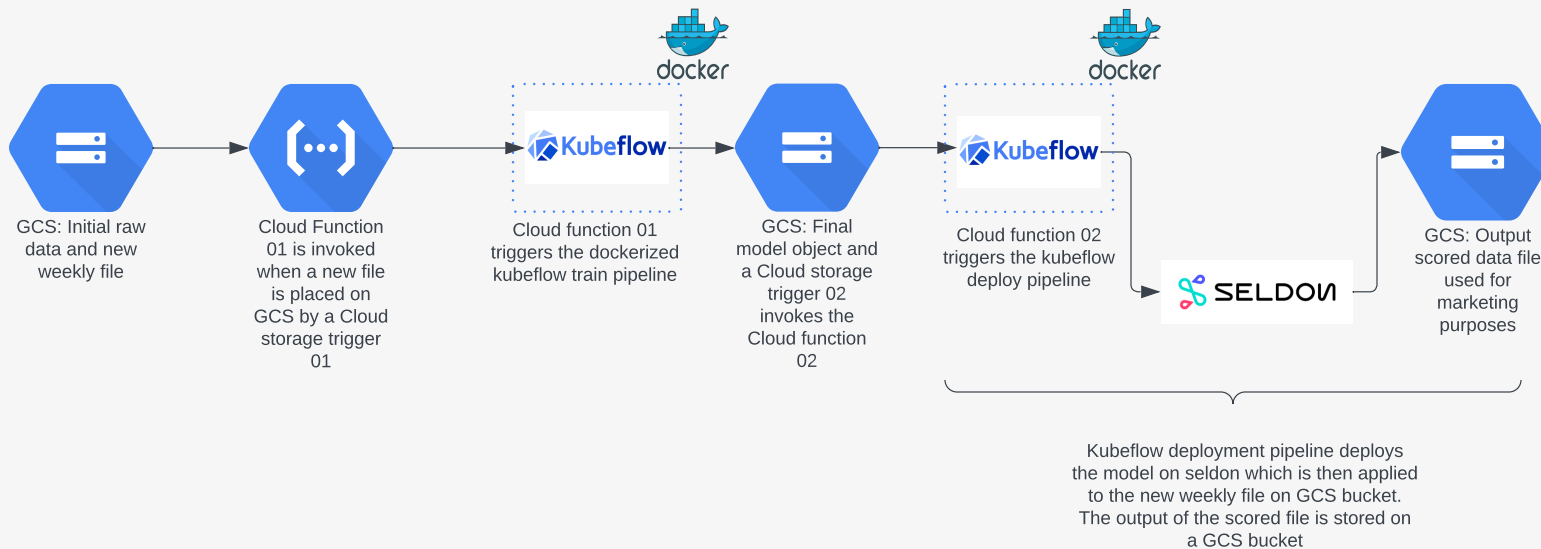 docker
docker
Kubeflow
Kubeflow
GCS: Initial raw
data and new
weekly file
Cloud Function
01 is invoked
when a new file
is placed on
GCS by a Cloud
storage trigger
01
Cloud function 01
triggers the dockerized
kubeflow train pipeline
GCS: Final
model object and
a Cloud storage
trigger 02
invokes the
Cloud function
02
Cloud function 02
triggers the kubeflow
deploy pipeline
SELDON
GCS: Output
scored data file
used for
marketing
purposes
Kubeflow deployment pipeline deploys
the model on seldon which is then applied
to the new weekly file on GCS bucket.
The output of the scored file is stored on
a GCS bucket